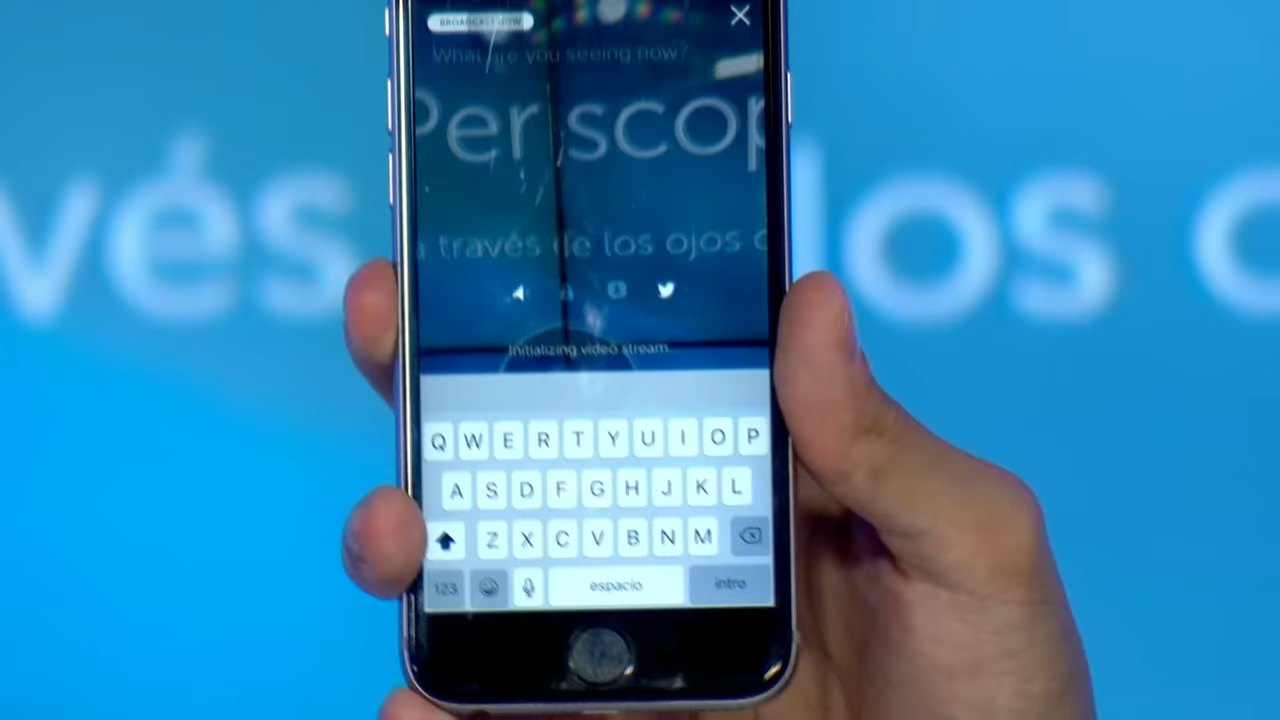 BROADCAST NOW
What are you seeing now?
Periscop
a través de los ojos
vés los
Initializing video stream
Q W E R T Y U I O P
A S D F G H J K L
Z X C V B N M
123 espacio intro